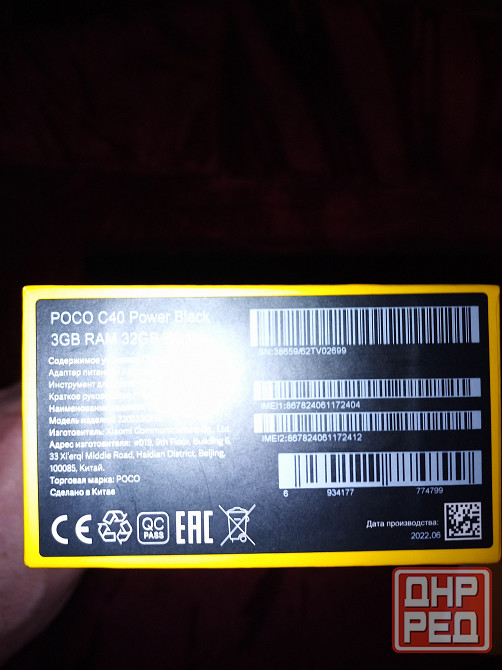 POCO C40 Power Black
3GB RAM 32GB
Содержимое
Адаптер
Инструмент для
Краткое
Наименование
Модель
Изготовитель: Xiaomi Communications Co., Ltd.
Адрес изготовителя: #019, 9th Floor, Building 6,
33 Xi'erqi Middle Road, Haidian District, Beijing,
100085, Китай.
Торговая марка: POCO
Сделано в Китае
CE
QC
PASS
EAC
SN:38659/62TV02699
IMEI1:867824061172404
IMEI2:867824061172412
6 934177 774799
Дата производства:
2022.06
ДНР
РЕД